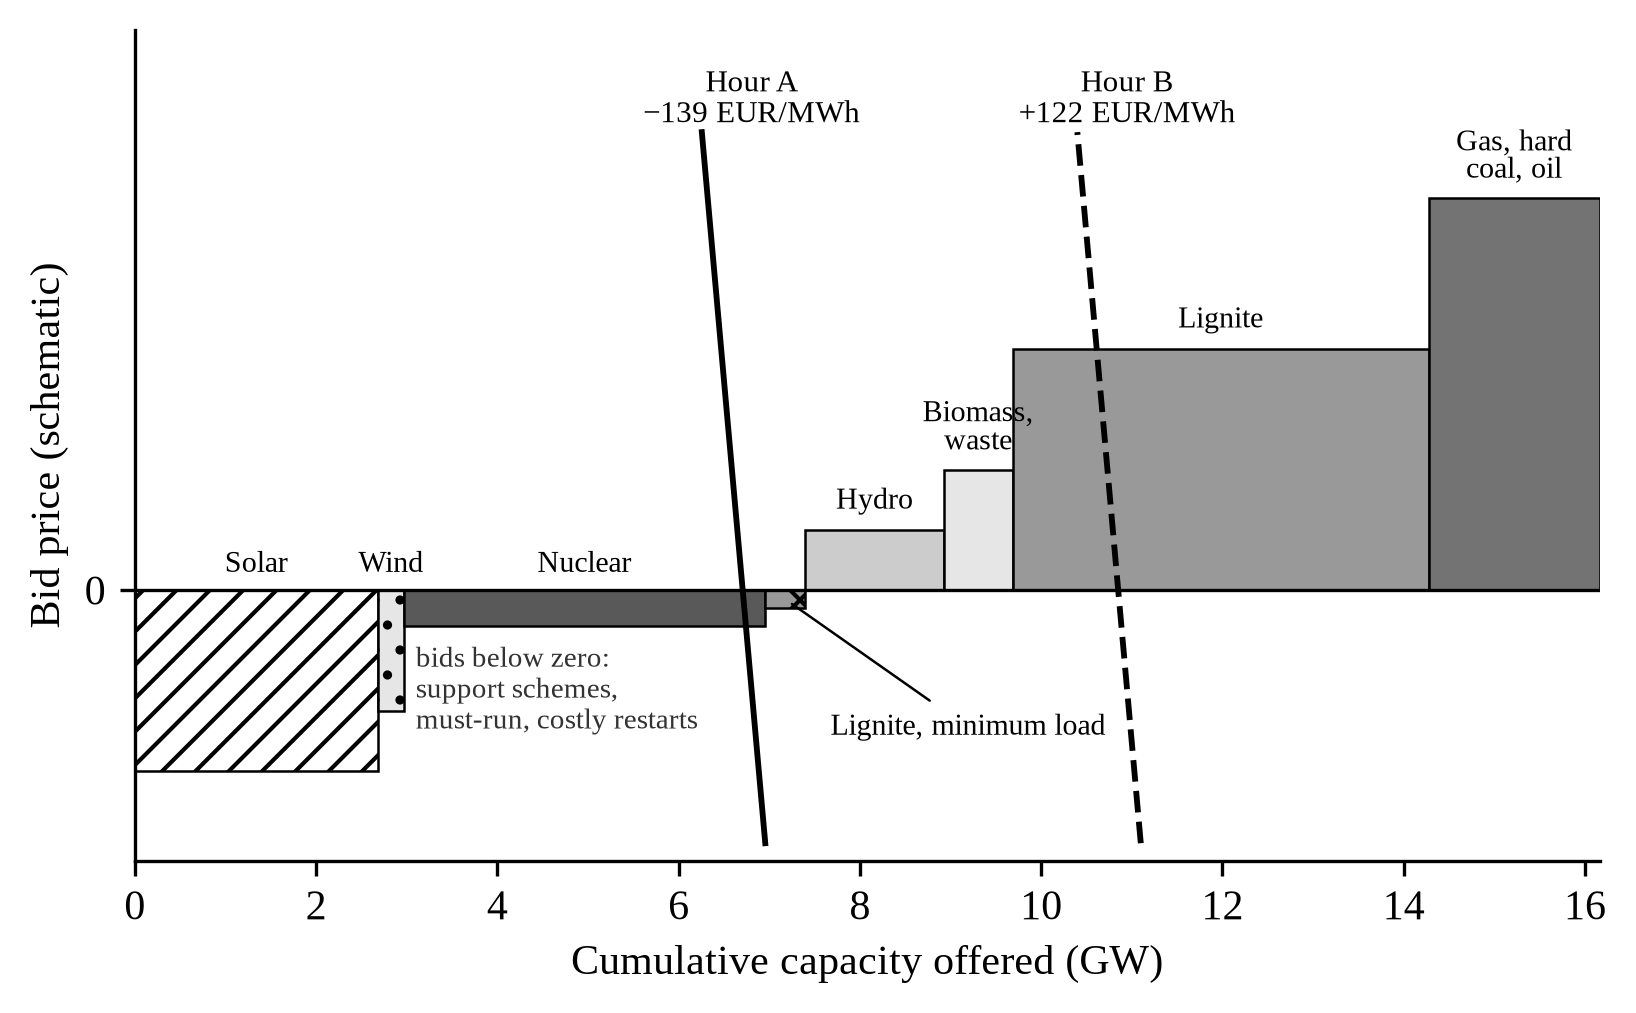 Hour A
−139 EUR/MWh
Hour B
+122 EUR/MWh
Gas, hard
coal, oil
Lignite
Biomass,
waste
Hydro
Solar
Wind
Nuclear
bids below zero:
support schemes,
must-run, costly restarts
Lignite, minimum load
Bid price (schematic)
0
0 2 4 6 8 10 12 14 16
Cumulative capacity offered (GW)